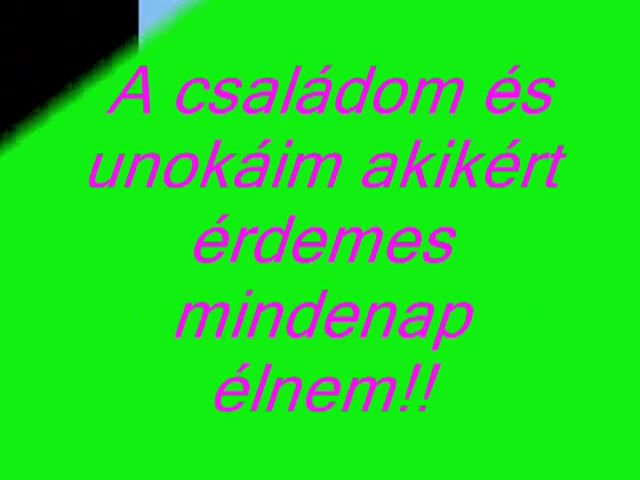 A családom és
unokáim akikért
érdemes
mindenap
élnem!!